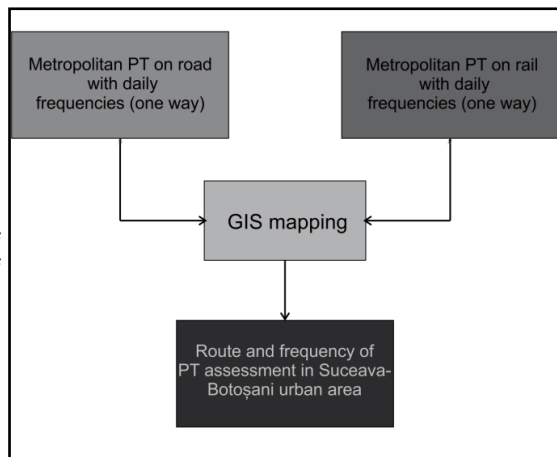 Metropolitan PT on road
with daily
frequencies (one way)
Metropolitan PT on rail
with daily
frequencies (one way)
GIS mapping
Route and frequency of
PT assessment in Suceava-
Botoșani urban area